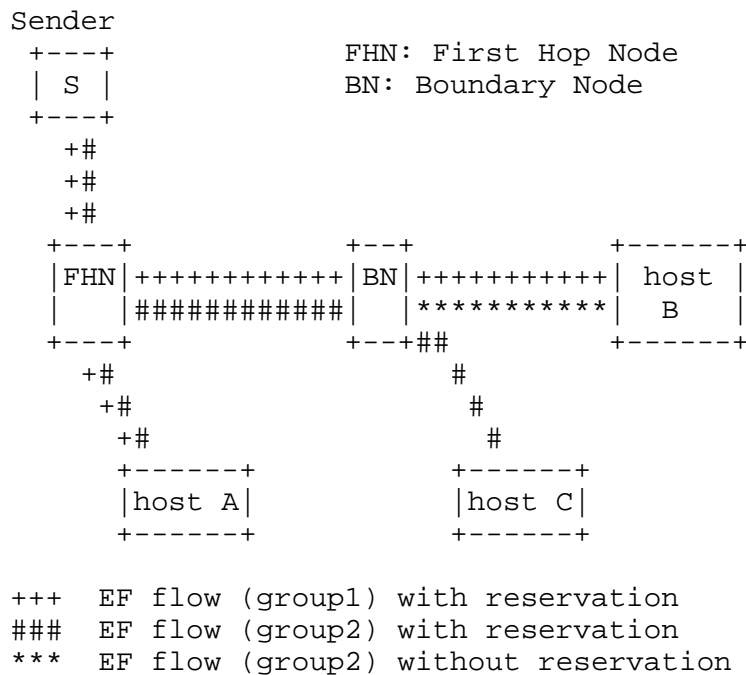 Sender
 +---+            FHN: First Hop Node
 | S |            BN: Boundary Node
 +---+
   +#
   +#
   +#
  +---+            +--+           +------+
  |FHN|++++++++++++|BN|+++++++++++| host |
  |   |############|  |***********|  B   |
  +---+            +--+##         +------+
    +#                   #
     +#                   #
      +#                   #
      +------+           +------+
      |host A|           |host C|
      +------+           +------+
+++  EF flow (group1) with reservation
###  EF flow (group2) with reservation
***  EF flow (group2) without reservation